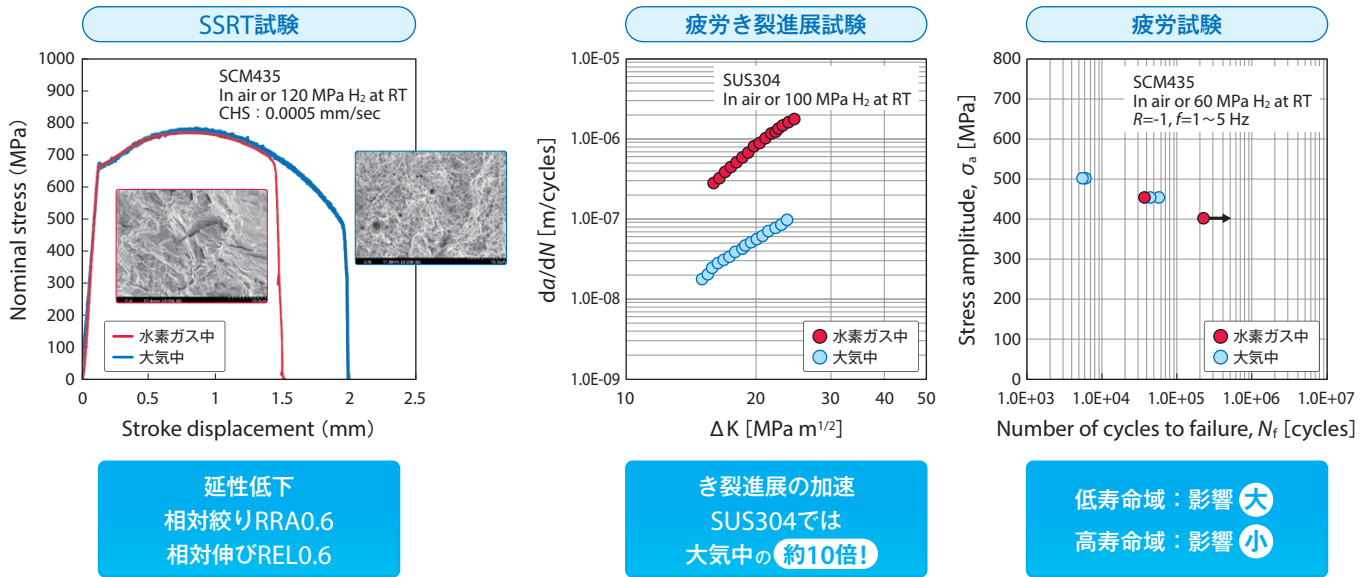 SSRT試験
1000
900
800
700
600
500
400
300
200
100
0
Nominal stress (MPa)
SCM435
In air or 120 MPa H₂ at RT
CHS：0.0005 mm/sec
水素ガス中
大気中
0
0.5
1
1.5
2
2.5
Stroke displacement (mm)
延性低下
相対絞りRRA0.6
相対伸びREL0.6
疲労き裂進展試験
1.0E-05
1.0E-06
1.0E-07
1.0E-08
1.0E-09
da/dN [m/cycles]
SUS304
In air or 100 MPa H₂ at RT
水素ガス中
大気中
10
20
30
40
50
ΔK [MPa m¹/²]
き裂進展の加速
SUS304では
大気中の 約10倍！
疲労試験
800
700
600
500
400
300
200
100
0
Stress amplitude, σa [MPa]
SCM435
In air or 60 MPa H₂ at RT
R=-1, f=1～5 Hz
水素ガス中
大気中
1.0E+03
1.0E+04
1.0E+05
1.0E+06
1.0E+07
Number of cycles to failure, Nf [cycles]
低寿命域：影響 大
高寿命域：影響 小